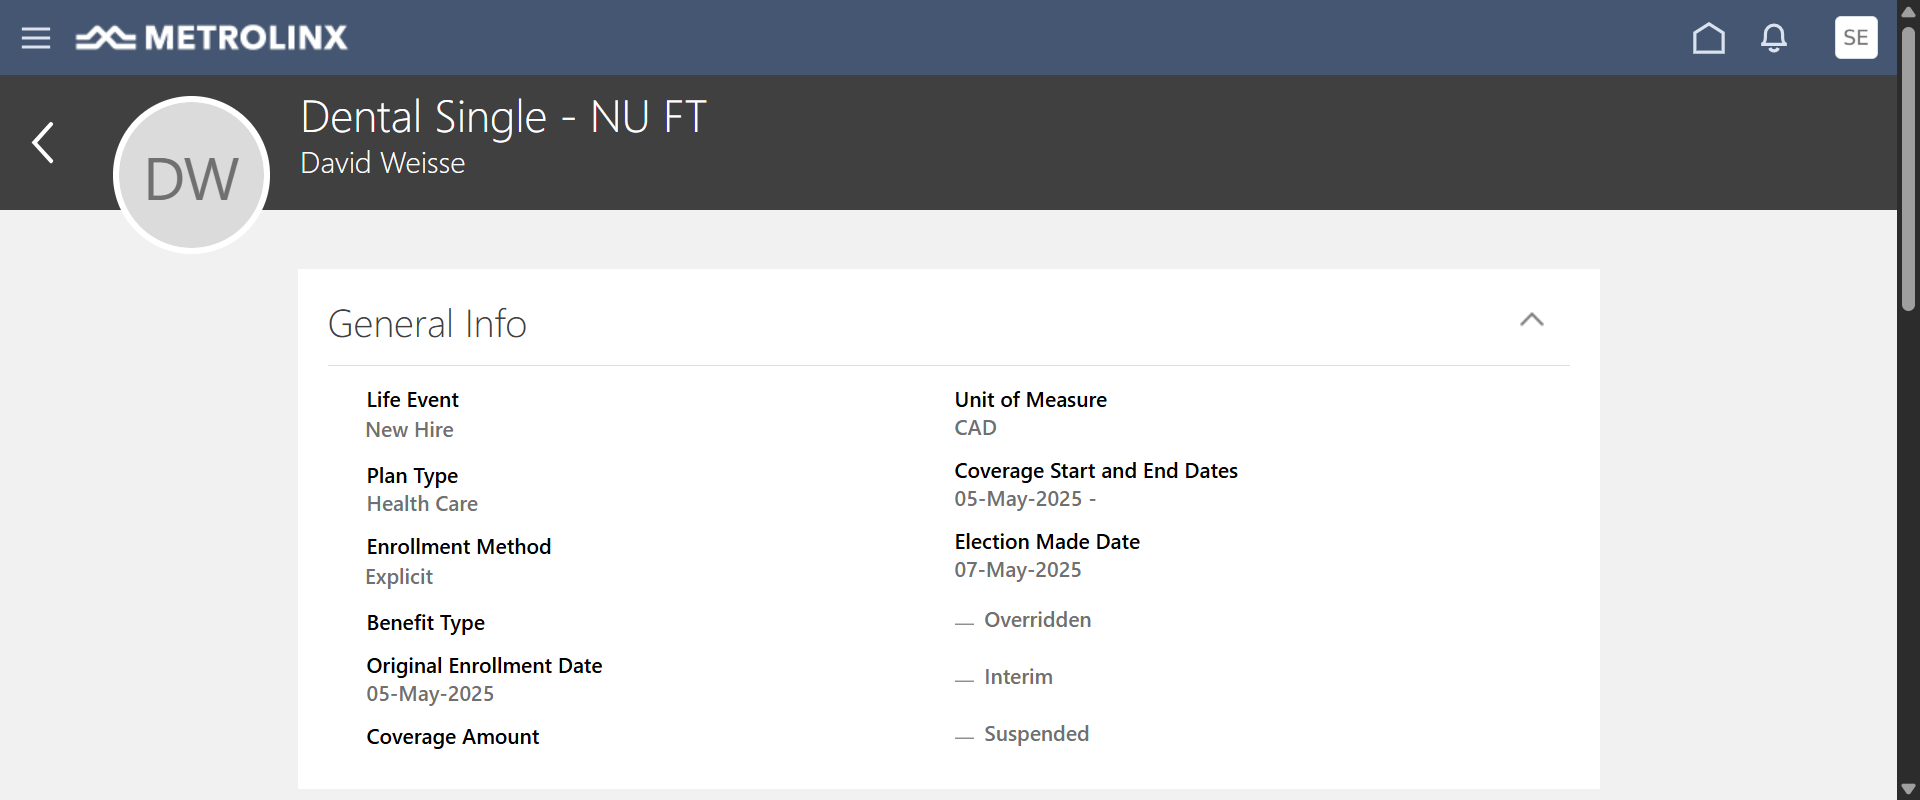 METROLINX
SE
DW
Dental Single - NU FT
David Weisse
General Info
Life Event
New Hire
Plan Type
Health Care
Enrollment Method
Explicit
Benefit Type
Original Enrollment Date
05-May-2025
Coverage Amount
Unit of Measure
CAD
Coverage Start and End Dates
05-May-2025 -
Election Made Date
07-May-2025
— Overridden
— Interim
— Suspended